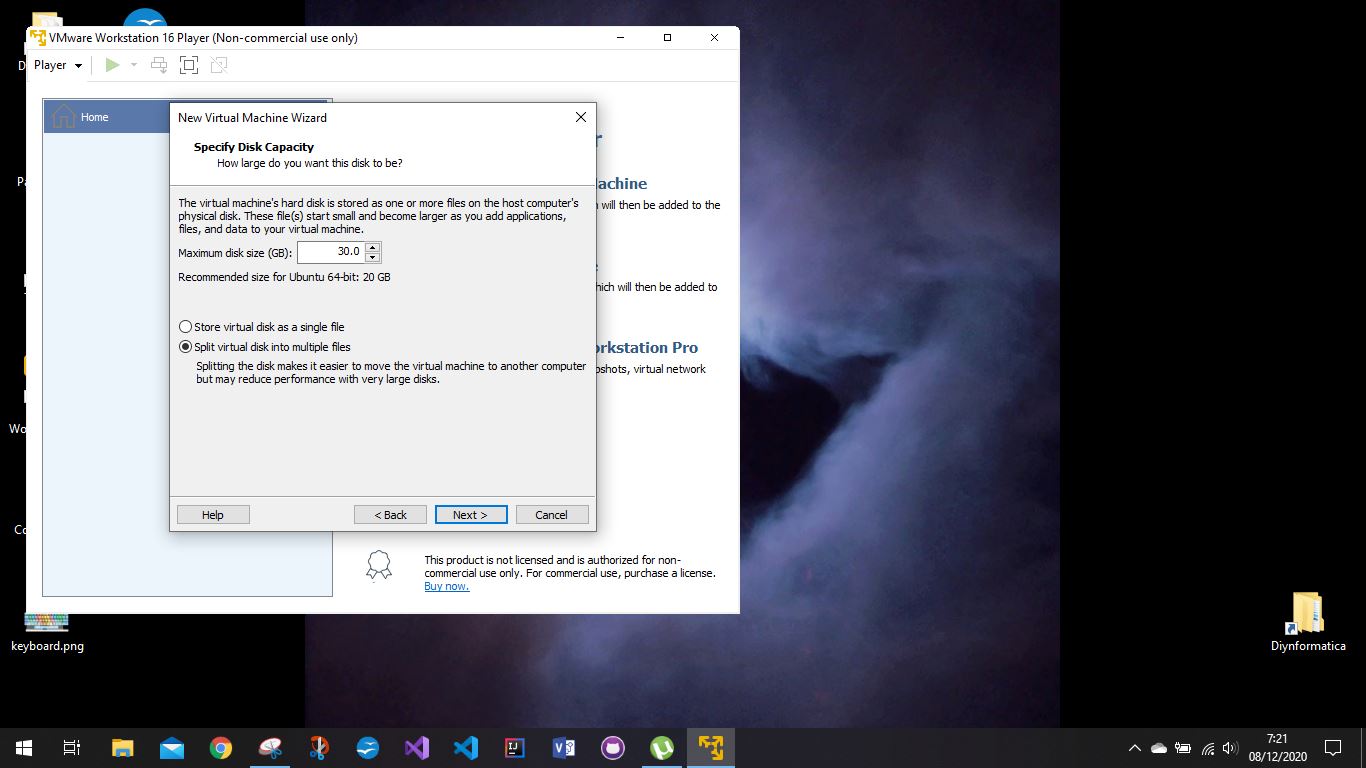 VMware Workstation 16 Player (Non-commercial use only)
Player
Home
New Virtual Machine Wizard
Specify Disk Capacity
How large do you want this disk to be?
The virtual machine's hard disk is stored as one or more files on the host computer's
physical disk. These file(s) start small and become larger as you add applications,
files, and data to your virtual machine.
Maximum disk size (GB): 30.0
Recommended size for Ubuntu 64-bit: 20 GB
Store virtual disk as a single file
Split virtual disk into multiple files
Splitting the disk makes it easier to move the virtual machine to another computer
but may reduce performance with very large disks.
Help
< Back
Next >
Cancel
will then be added to the
which will then be added to
Workstation Pro
virtual network
This product is not licensed and is authorized for non-
commercial use only. For commercial use, purchase a license.
Buy now.
keyboard.png
Diynformatica
7:21
08/12/2020